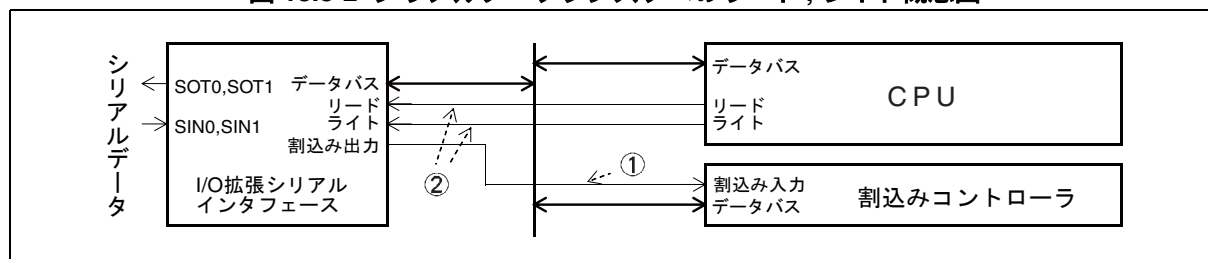 シリアルデータ
SOT0,SOT1
SIN0,SIN1
データバス
リード
ライト
割込み出力
I/O拡張シリアル
インタフェース
②
①
データバス
リード
ライト
CPU
割込み入力
データバス
割込みコントローラ